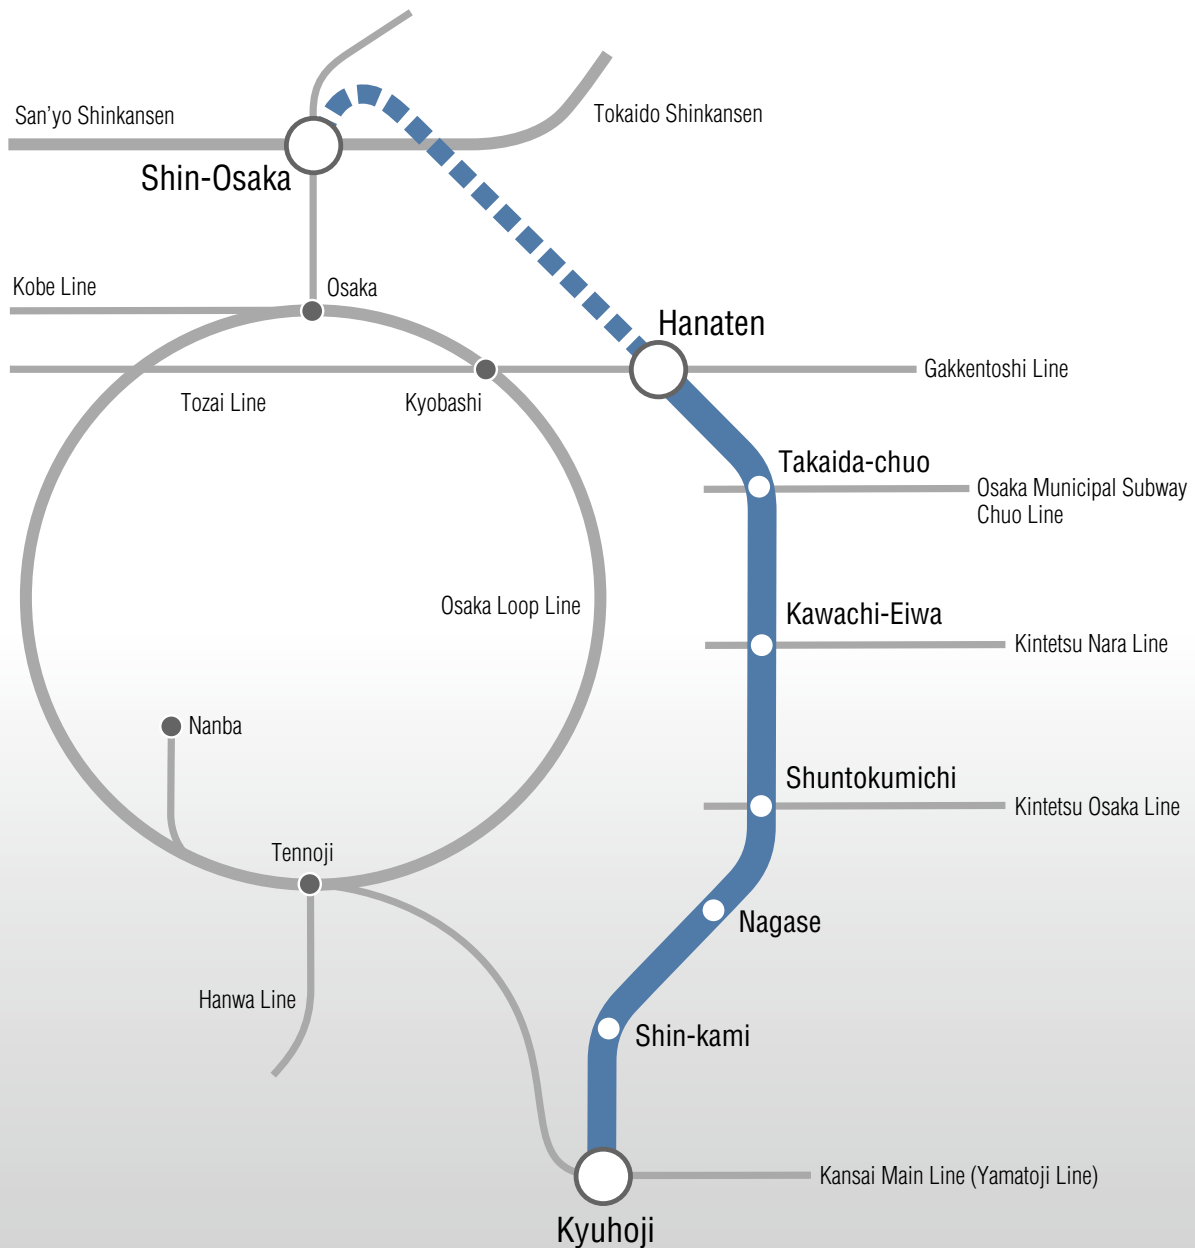 San'yo Shinkansen
Tokaido Shinkansen
Shin-Osaka
Kobe Line
Osaka
Hanaten
Gakkentoshi Line
Tozai Line
Kyobashi
Takaida-chuo
Osaka Municipal Subway
Chuo Line
Osaka Loop Line
Kawachi-Eiwa
Kintetsu Nara Line
Nanba
Shuntokumichi
Kintetsu Osaka Line
Tennoji
Nagase
Hanwa Line
Shin-kami
Kansai Main Line (Yamatoji Line)
Kyuhoji